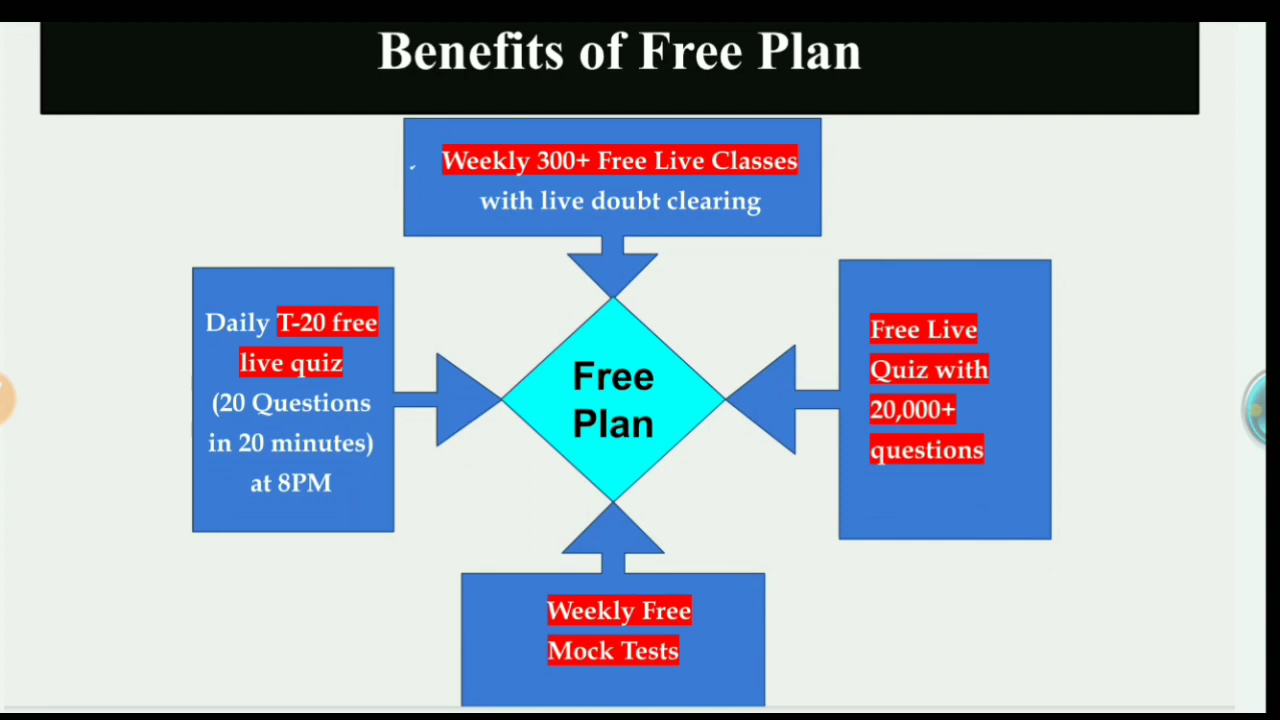 Benefits of Free Plan
Weekly 300+ Free Live Classes
with live doubt clearing
Daily T-20 free
live quiz
(20 Questions
in 20 minutes)
at 8PM
Free
Plan
Free Live
Quiz with
20,000+
questions
Weekly Free
Mock Tests